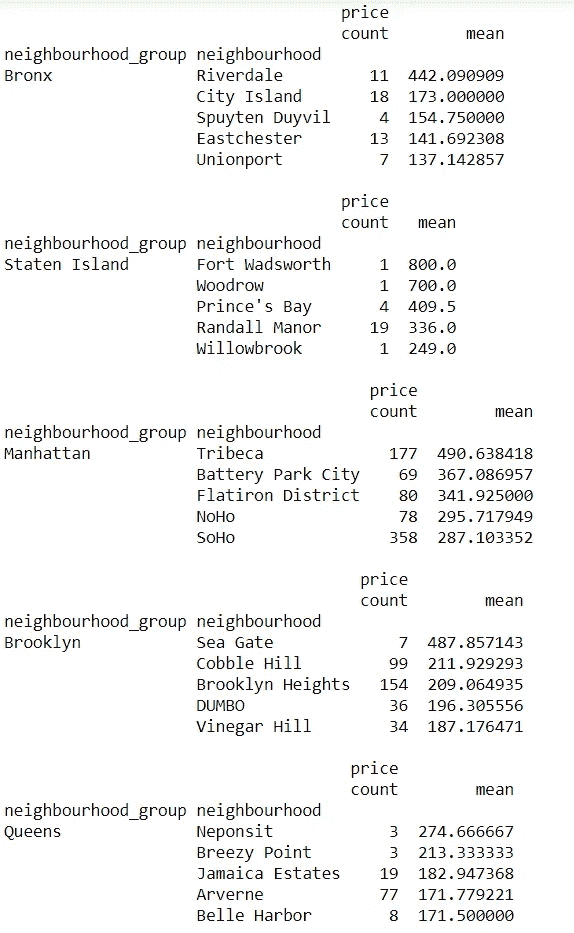 price
count mean
neighbourhood_group neighbourhood
Bronx Riverdale 11 442.090909
City Island 18 173.000000
Spuyten Duyvil 4 154.750000
Eastchester 13 141.692308
Unionport 7 137.142857
price
count mean
neighbourhood_group neighbourhood
Staten Island Fort Wadsworth 1 800.0
Woodrow 1 700.0
Prince's Bay 4 409.5
Randall Manor 19 336.0
Willowbrook 1 249.0
price
count mean
neighbourhood_group neighbourhood
Manhattan Tribeca 177 490.638418
Battery Park City 69 367.086957
Flatiron District 80 341.925000
NoHo 78 295.717949
SoHo 358 287.103352
price
count mean
neighbourhood_group neighbourhood
Brooklyn Sea Gate 7 487.857143
Cobble Hill 99 211.929293
Brooklyn Heights 154 209.064935
DUMBO 36 196.305556
Vinegar Hill 34 187.176471
price
count mean
neighbourhood_group neighbourhood
Queens Neponsit 3 274.666667
Breezy Point 3 213.333333
Jamaica Estates 19 182.947368
Arverne 77 171.779221
Belle Harbor 8 171.500000